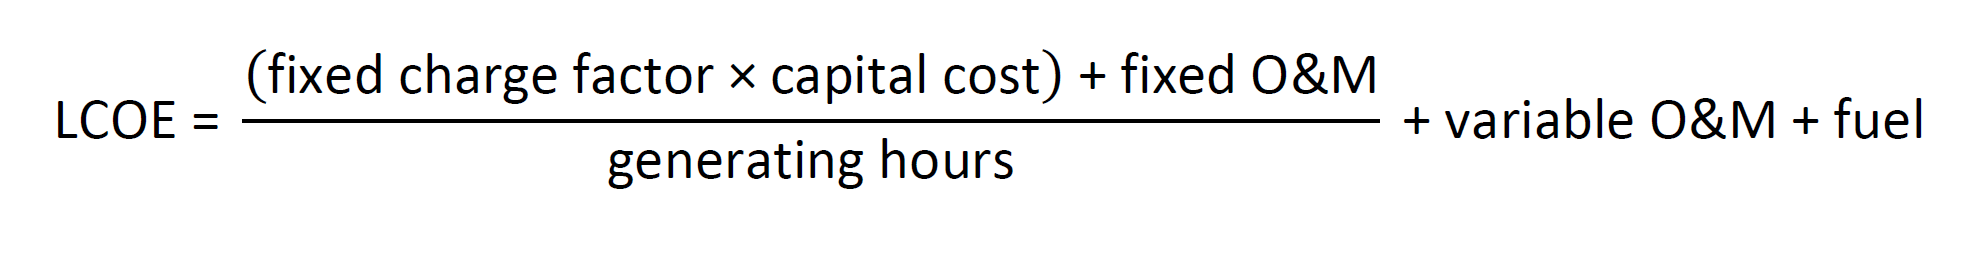 (fixed charge factor × capital cost) + fixed O&M
LCOE = + variable O&M + fuel
generating hours